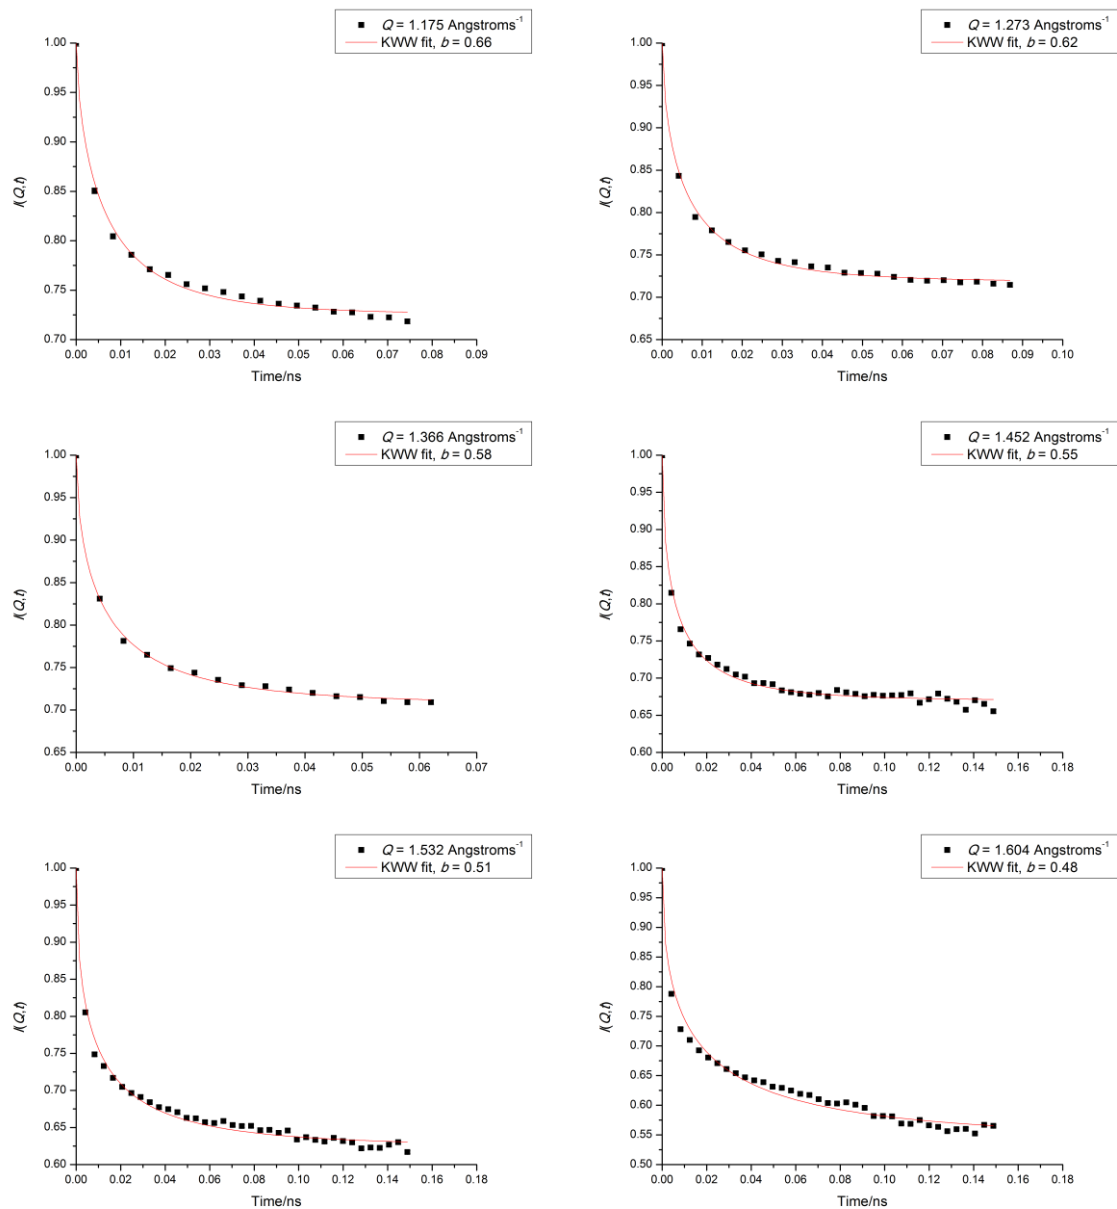 Q = 1.175 Angstroms⁻¹
KWW fit, b = 0.66
1.00
0.95
0.90
0.85
0.80
0.75
0.70
I(Q,t)
0.00 0.01 0.02 0.03 0.04 0.05 0.06 0.07 0.08 0.09
Time/ns
Q = 1.273 Angstroms⁻¹
KWW fit, b = 0.62
1.00
0.95
0.90
0.85
0.80
0.75
0.70
0.65
I(Q,t)
0.00 0.01 0.02 0.03 0.04 0.05 0.06 0.07 0.08 0.09 0.10
Time/ns
Q = 1.366 Angstroms⁻¹
KWW fit, b = 0.58
1.00
0.95
0.90
0.85
0.80
0.75
0.70
0.65
I(Q,t)
0.00 0.01 0.02 0.03 0.04 0.05 0.06 0.07
Time/ns
Q = 1.452 Angstroms⁻¹
KWW fit, b = 0.55
1.00
0.95
0.90
0.85
0.80
0.75
0.70
0.65
0.60
I(Q,t)
0.00 0.02 0.04 0.06 0.08 0.10 0.12 0.14 0.16 0.18
Time/ns
Q = 1.532 Angstroms⁻¹
KWW fit, b = 0.51
1.00
0.95
0.90
0.85
0.80
0.75
0.70
0.65
0.60
I(Q,t)
0.00 0.02 0.04 0.06 0.08 0.10 0.12 0.14 0.16 0.18
Time/ns
Q = 1.604 Angstroms⁻¹
KWW fit, b = 0.48
1.00
0.95
0.90
0.85
0.80
0.75
0.70
0.65
0.60
0.55
0.50
I(Q,t)
0.00 0.02 0.04 0.06 0.08 0.10 0.12 0.14 0.16 0.18
Time/ns